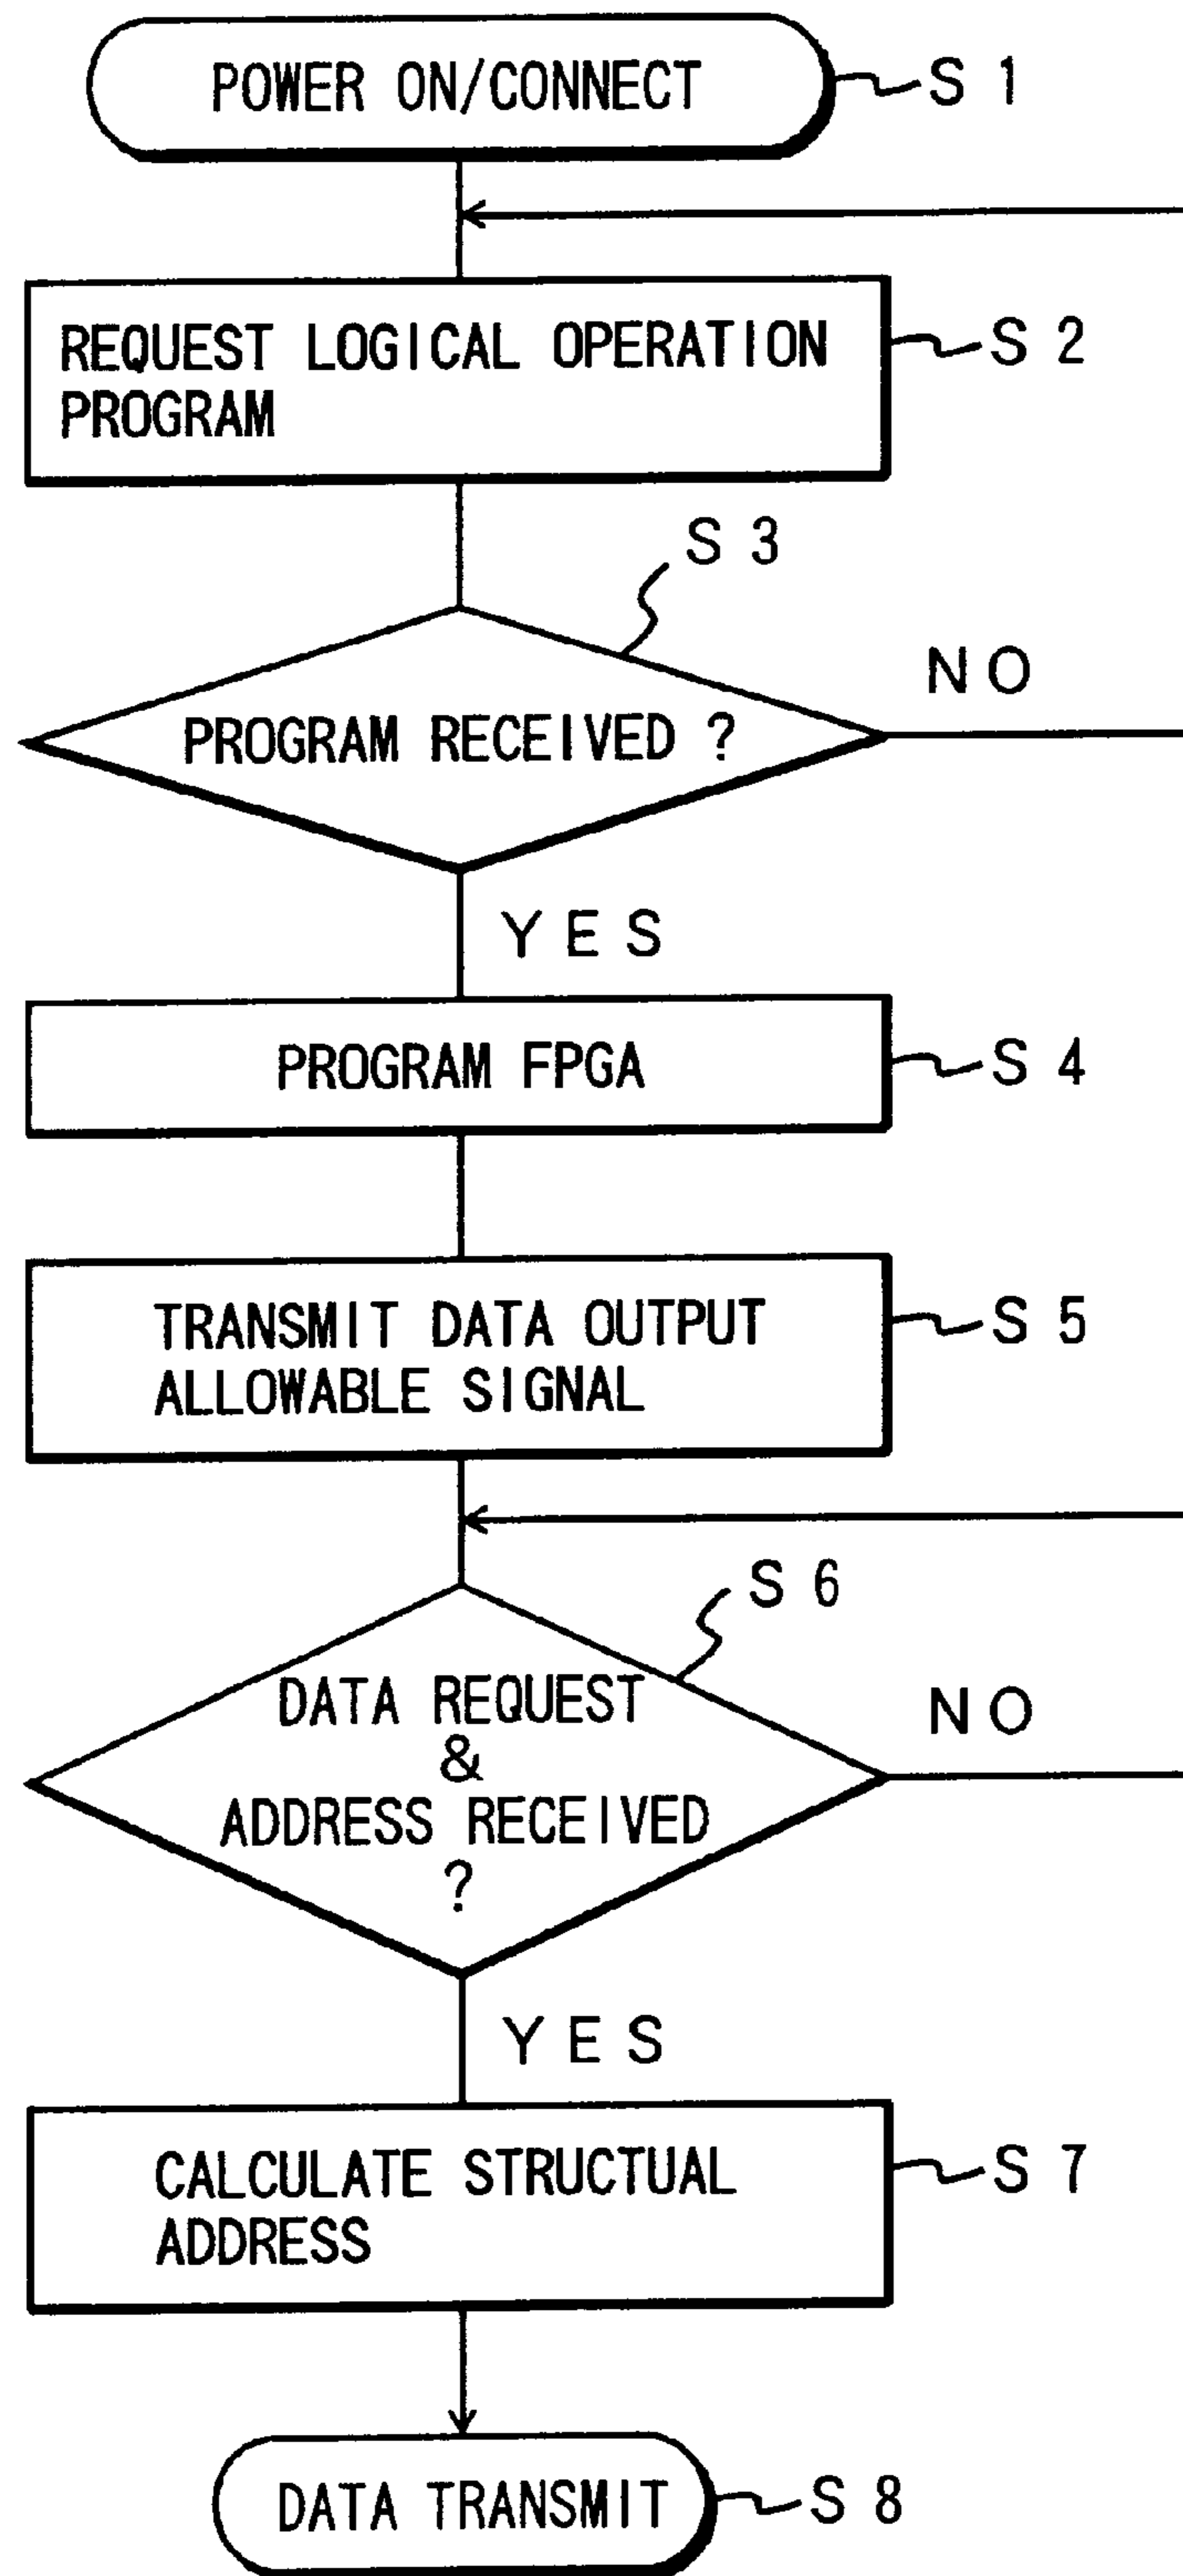 POWER ON/CONNECT
S 1
REQUEST LOGICAL OPERATION
PROGRAM
S 2
S 3
PROGRAM RECEIVED ?
NO
YES
PROGRAM FPGA
S 4
TRANSMIT DATA OUTPUT
ALLOWABLE SIGNAL
S 5
S 6
DATA REQUEST
&
ADDRESS RECEIVED
?
NO
YES
CALCULATE STRUCTUAL
ADDRESS
S 7
DATA TRANSMIT
S 8